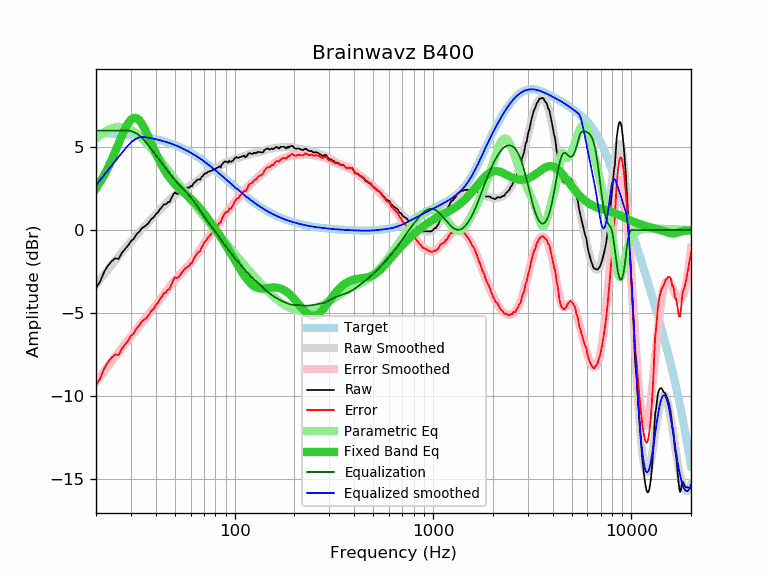 Brainwavz B400
Amplitude (dBr)
5
0
−5
−10
−15
Target
Raw Smoothed
Error Smoothed
Raw
Error
Parametric Eq
Fixed Band Eq
Equalization
Equalized smoothed
100 1000 10000
Frequency (Hz)